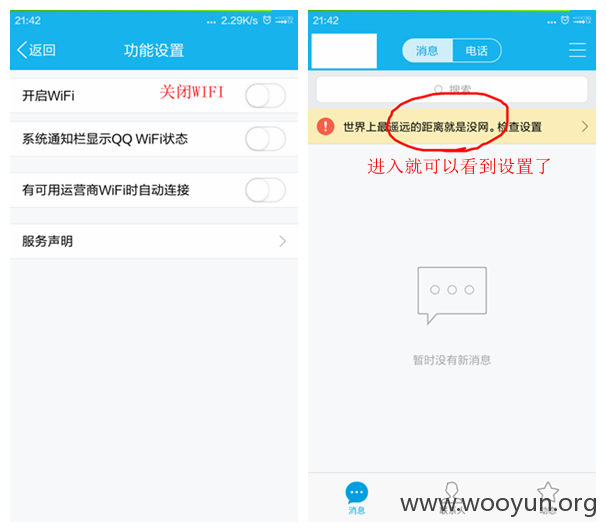 21:42
... 2.29K/s
返回
功能设置
开启WiFi
关闭WIFI
系统通知栏显示QQ WiFi状态
有可用运营商WiFi时自动连接
服务声明
21:42
...
消息
电话
搜索
世界上最遥远的距离就是没网。检查设置
进入就可以看到设置了
暂时没有新消息
消息
联系人
动态
www.wooyun.org